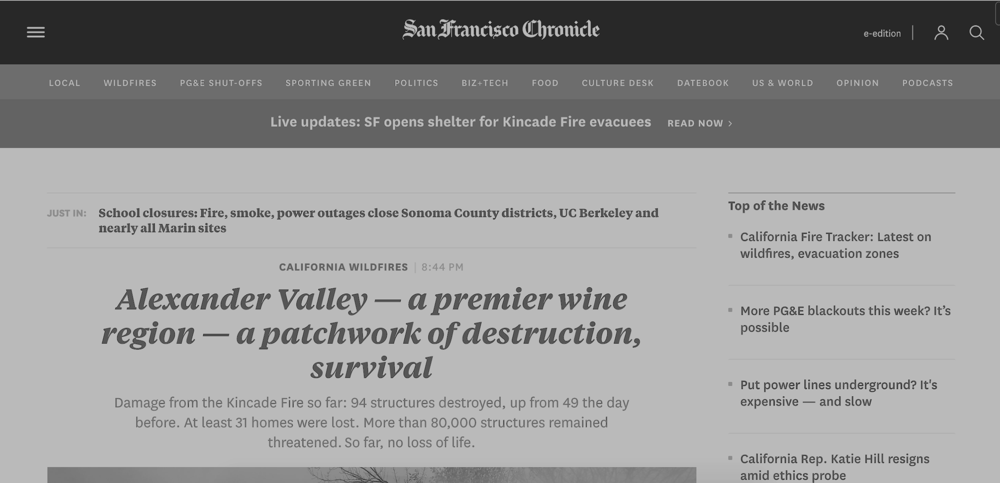 San Francisco Chronicle
e-edition
LOCAL WILDFIRES PG&E SHUT-OFFS SPORTING GREEN POLITICS BIZ+TECH FOOD CULTURE DESK DATEBOOK US & WORLD OPINION PODCASTS
Live updates: SF opens shelter for Kincade Fire evacuees READ NOW >
JUST IN: School closures: Fire, smoke, power outages close Sonoma County districts, UC Berkeley and
nearly all Marin sites
CALIFORNIA WILDFIRES | 8:44 PM
Alexander Valley — a premier wine
region — a patchwork of destruction,
survival
Damage from the Kincade Fire so far: 94 structures destroyed, up from 49 the day
before. At least 31 homes were lost. More than 80,000 structures remained
threatened. So far, no loss of life.
Top of the News
California Fire Tracker: Latest on
wildfires, evacuation zones
More PG&E blackouts this week? It’s
possible
Put power lines underground? It's
expensive — and slow
California Rep. Katie Hill resigns
amid ethics probe